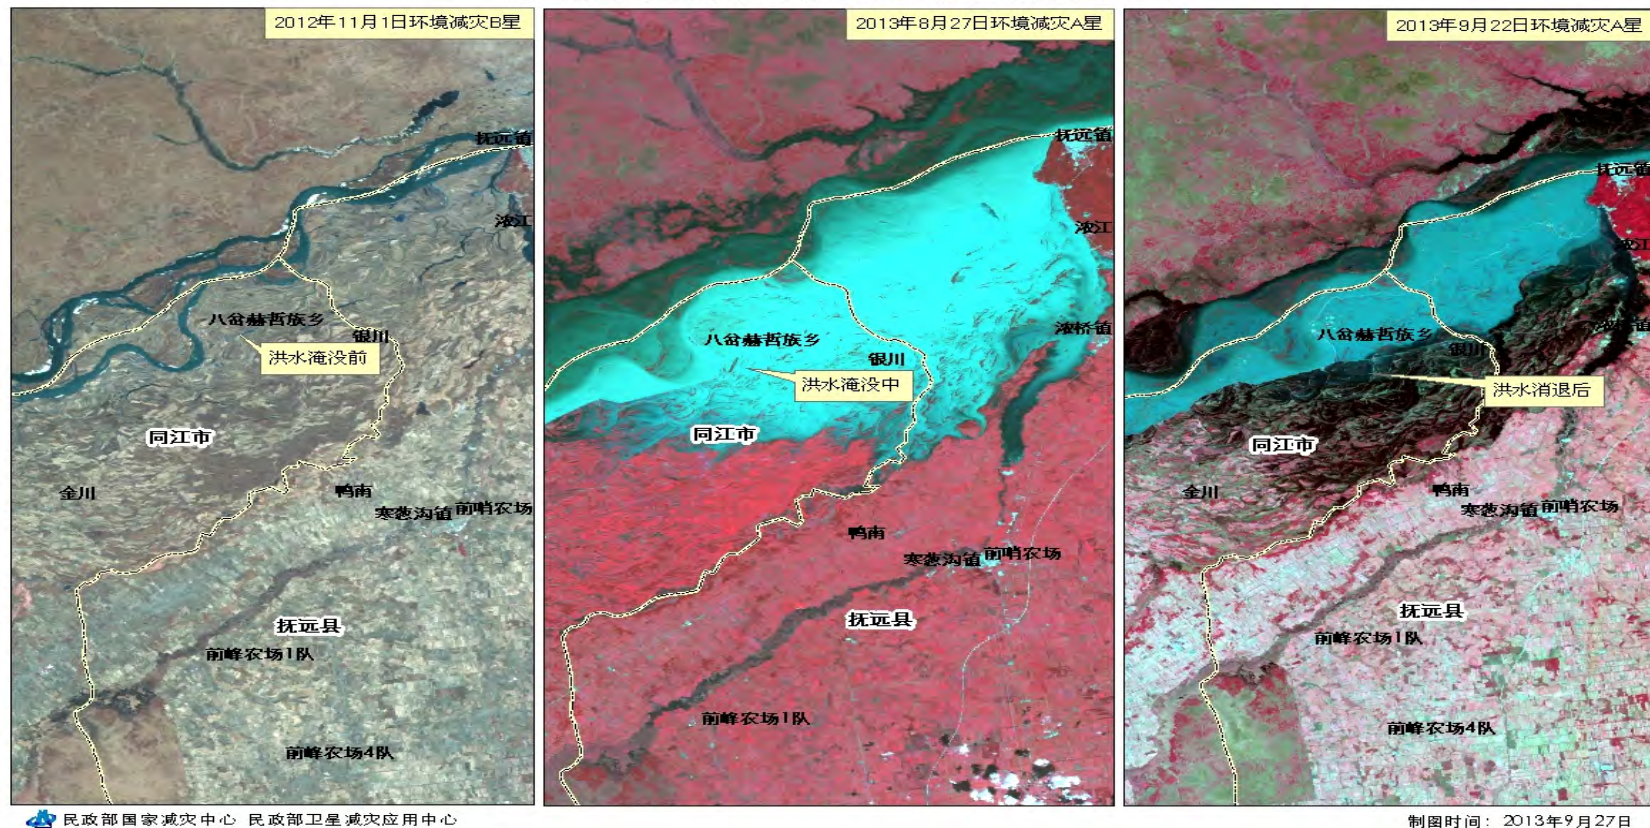 2012年11月1日环境减灾B星
抚远镇
浓江
八岔赫哲族乡
银川
洪水淹没前
同江市
金川
鸭南
寒葱沟镇
前哨农场
抚远县
前峰农场1队
前峰农场4队
2013年8月27日环境减灾A星
抚远镇
浓江
浓桥镇
八岔赫哲族乡
银川
洪水淹没中
同江市
鸭南
寒葱沟镇
前哨农场
抚远县
前峰农场1队
2013年9月22日环境减灾A星
抚远镇
浓江
浓桥镇
八岔赫哲族乡
银川
洪水消退后
同江市
金川
鸭南
寒葱沟镇
前哨农场
抚远县
前峰农场1队
前峰农场4队
民政部国家减灾中心 民政部卫星减灾应用中心
制图时间：2013年9月27日